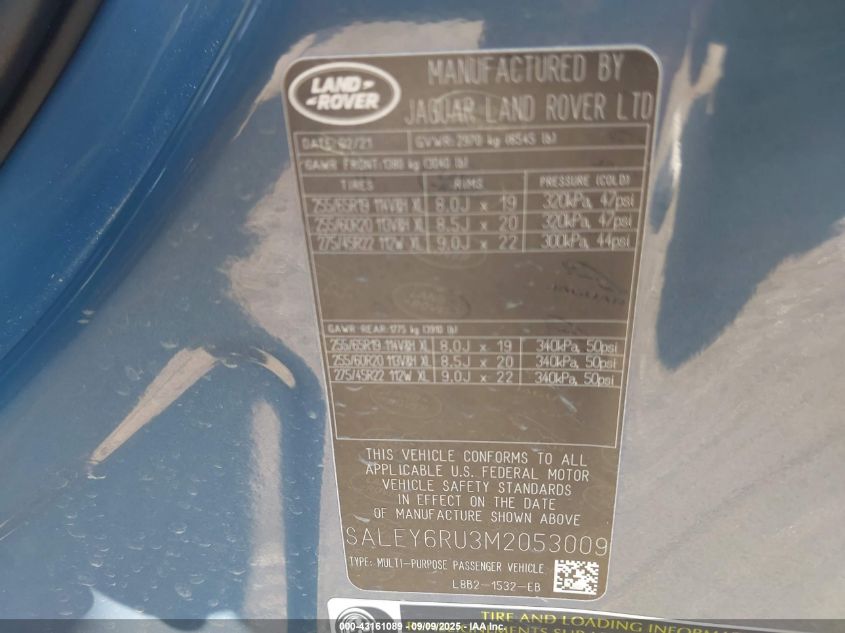 LAND ROVER
MANUFACTURED BY
JAGUAR LAND ROVER LTD
DATE: 02/21 GVWR: 2970 kg (6545 lb)
GAWR FRONT: 1380 kg (3040 lb)
TIRES RIMS PRESSURE (COLD)
255/65R19 114V&H XL 8.0J x 19 320kPa, 47psi
255/60R20 113V&H XL 8.5J x 20 320kPa, 47psi
275/45R22 112W XL 9.0J x 22 300kPa, 44psi
JAGUAR
GAWR REAR: 1775 kg (3910 lb)
255/65R19 114V&H XL 8.0J x 19 340kPa, 50psi
255/60R20 113V&H XL 8.5J x 20 340kPa, 50psi
275/45R22 112W XL 9.0J x 22 340kPa, 50psi
THIS VEHICLE CONFORMS TO ALL
APPLICABLE U.S. FEDERAL MOTOR
VEHICLE SAFETY STANDARDS
IN EFFECT ON THE DATE
OF MANUFACTURE SHOWN ABOVE
SALEY6RU3M2053009
TYPE: MULTI-PURPOSE PASSENGER VEHICLE
L8B2-1532-EB
TIRE AND LOADING INFORMATION
000-43161089 - 09/09/2025 - IAA Inc.